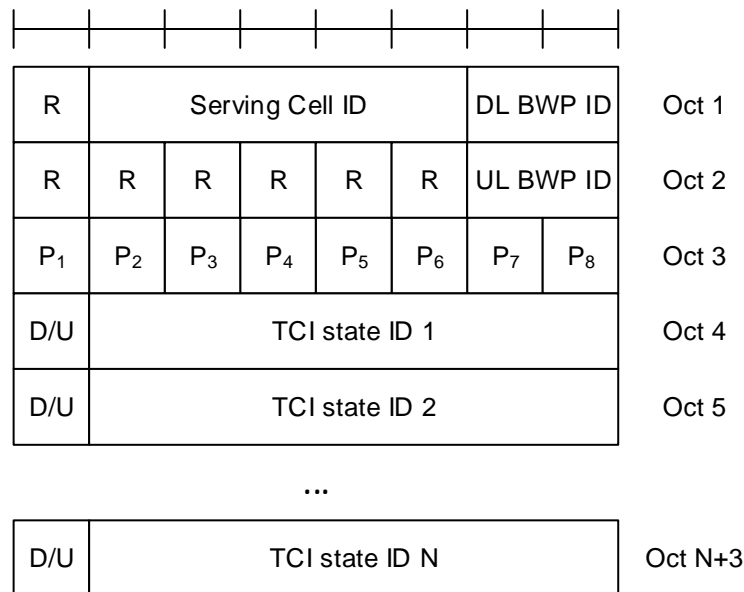 R Serving Cell ID DL BWP ID Oct 1
R R R R R R UL BWP ID Oct 2
P₁ P₂ P₃ P₄ P₅ P₆ P₇ P₈ Oct 3
D/U TCI state ID 1 Oct 4
D/U TCI state ID 2 Oct 5
...
D/U TCI state ID N Oct N+3